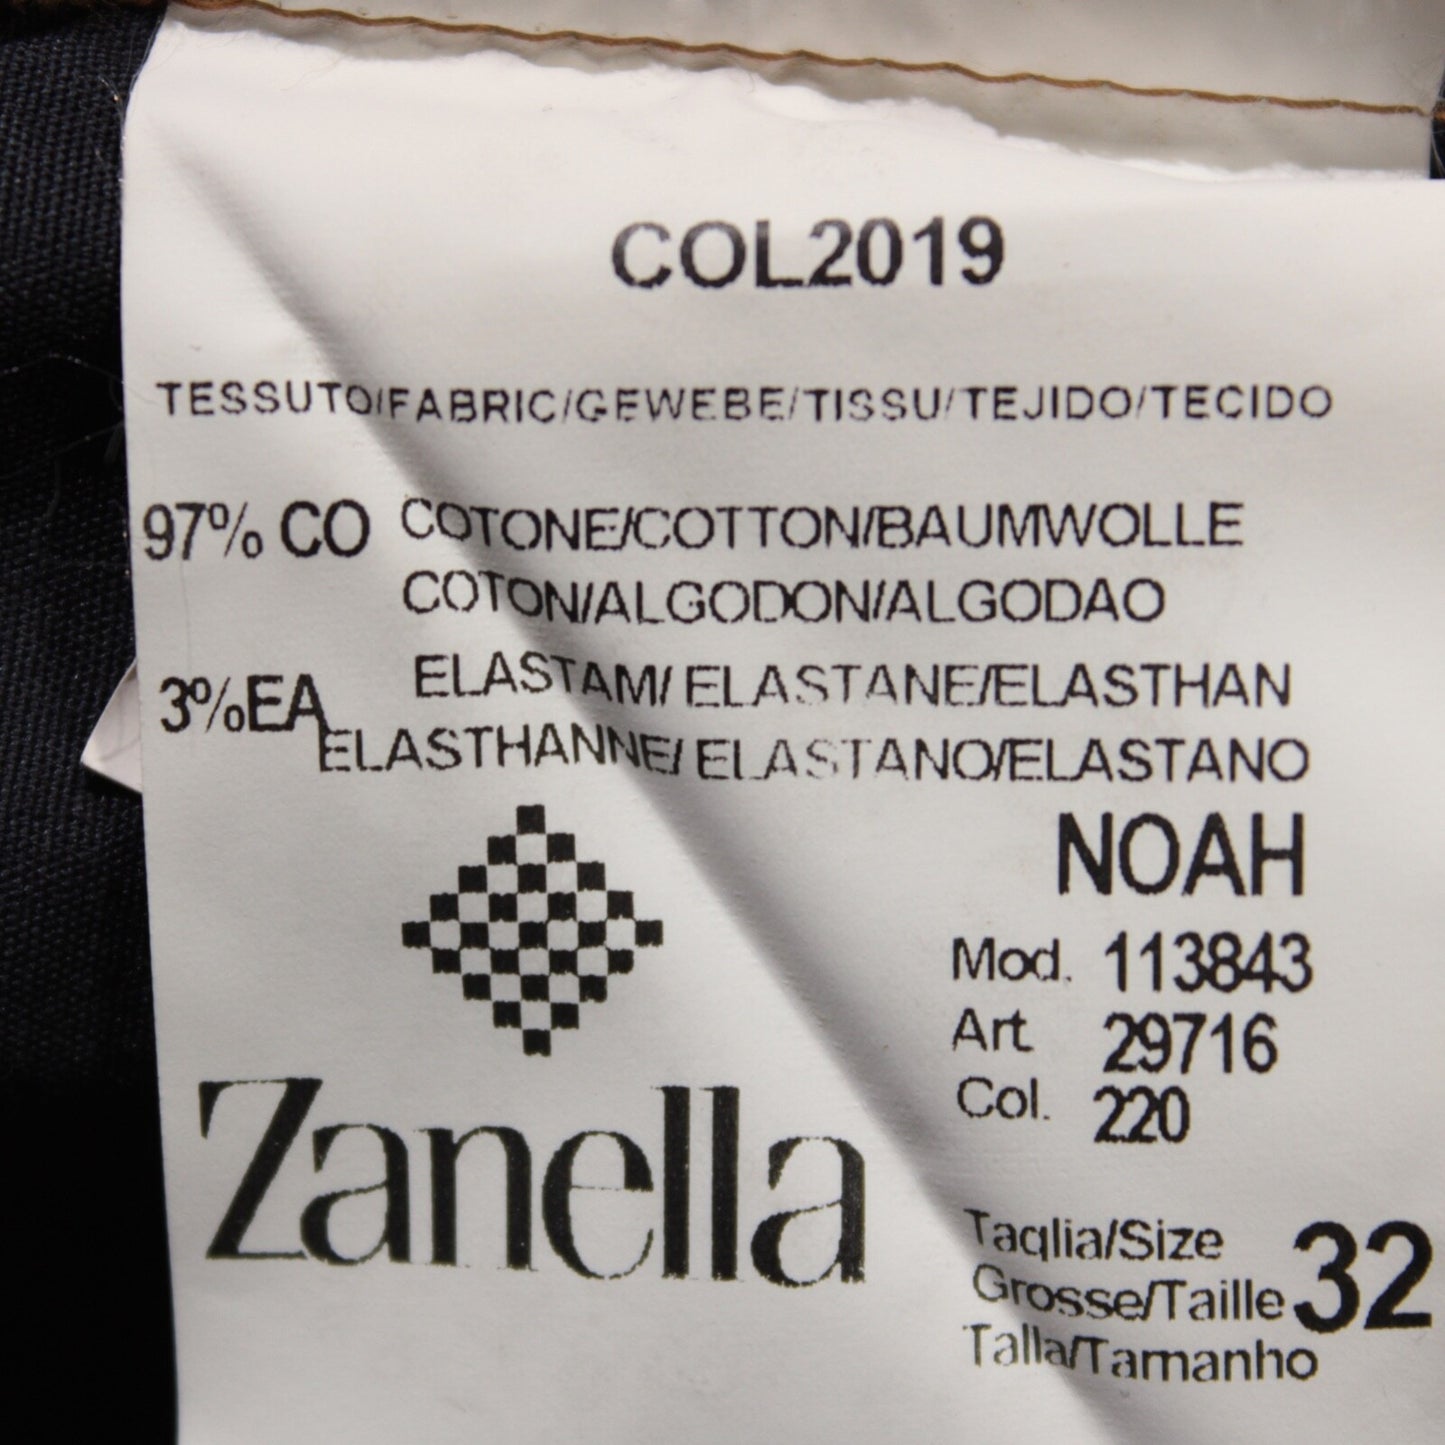 COL2019
TESSUTO/FABRIC/GEWEBE/TISSU/TEJIDO/TECIDO
97% CO COTONE/COTTON/BAUMWOLLE
COTON/ALGODON/ALGODAO
3%EA ELASTAM/ ELASTANE/ELASTHAN
ELASTHANNE/ ELASTANO/ELASTANO
NOAH
Mod. 113843
Art. 29716
Col. 220
Zanella
Taqlia/Size
Grosse/Taille 32
Talla/Tamanho